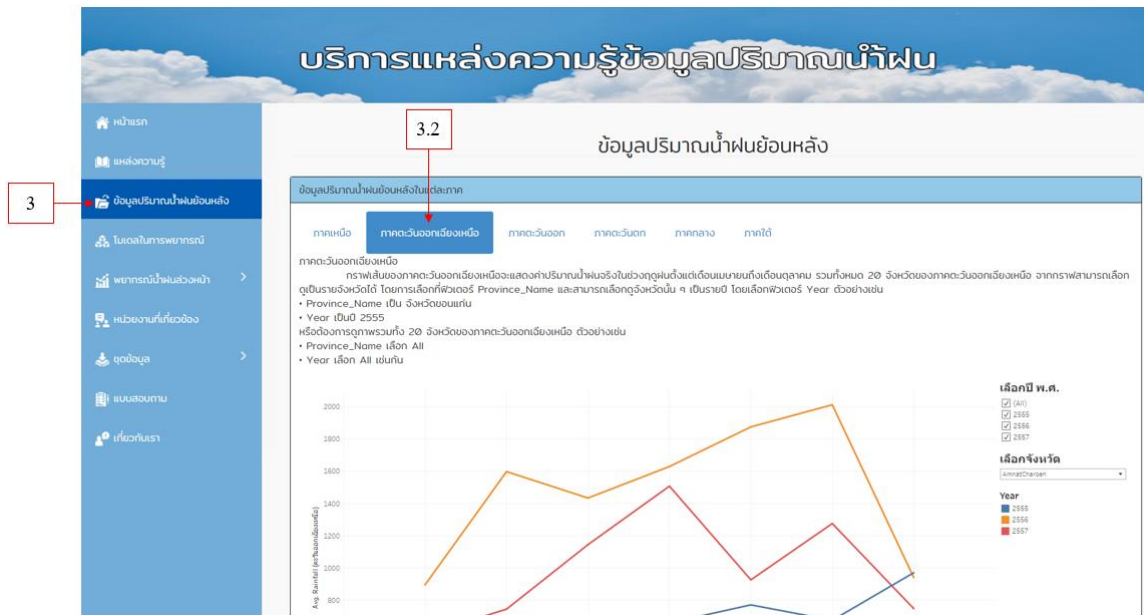 บริการแหล่งความรู้ข้อมูลปริมาณน้ำฝน
หน้าแรก
แหล่งความรู้
3
ข้อมูลปริมาณน้ำฝนย้อนหลัง
โมเดลในการพยากรณ์
พยากรณ์น้ำฝนล่วงหน้า
หน่วยงานที่เกี่ยวข้อง
ชุดข้อมูล
แบบสอบถาม
เกี่ยวกับเรา
3.2
ข้อมูลปริมาณน้ำฝนย้อนหลัง
ข้อมูลปริมาณน้ำฝนย้อนหลังในแต่ละภาค
ภาคเหนือ ภาคตะวันออกเฉียงเหนือ ภาคตะวันออก ภาคตะวันตก ภาคกลาง ภาคใต้
ภาคตะวันออกเฉียงเหนือ
กราฟเส้นของภาคตะวันออกเฉียงเหนือจะแสดงค่าปริมาณน้ำฝนจริงในช่วงฤดูฝนตั้งแต่เดือนเมษายนถึงเดือนตุลาคม รวมทั้งหมด 20 จังหวัดของภาคตะวันออกเฉียงเหนือ จากกราฟสามารถเลือก
ดูเป็นรายจังหวัดได้ โดยการเลือกที่ฟิวเตอร์ Province_Name และสามารถเลือกดูจังหวัดนั้น ๆ เป็นรายปี โดยเลือกฟิวเตอร์ Year ตัวอย่างเช่น
• Province_Name เป็น จังหวัดขอนแก่น
• Year เป็นปี 2555
หรือต้องการดูภาพรวมทั้ง 20 จังหวัดของภาคตะวันออกเฉียงเหนือ ตัวอย่างเช่น
• Province_Name เลือก All
• Year เลือก All เช่นกัน
2000
1800
1600
1400
1200
1000
800
Avg. Rainfall (ตะวันออกเฉียงเหนือ)
เลือกปี พ.ศ.
(All)
2555
2556
2557
เลือกจังหวัด
AmnatCharoen
Year
2555
2556
2557